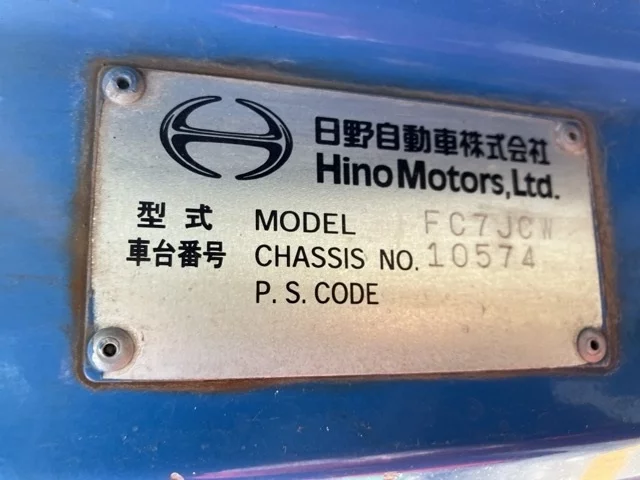 日野自動車株式会社
Hino Motors, Ltd.
型式 MODEL FC7JCW
車台番号 CHASSIS NO. 10574
P. S. CODE